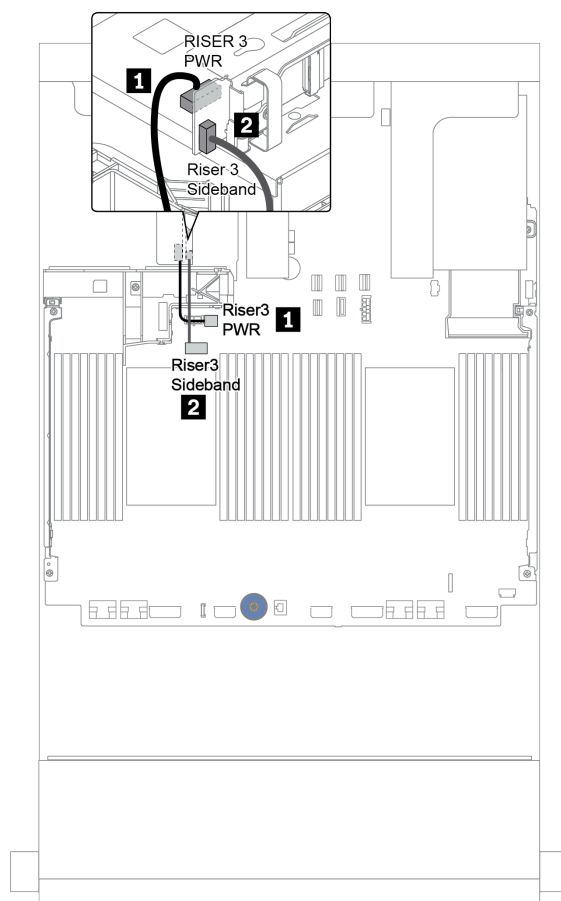 RISER 3
PWR
1
2
Riser 3
Sideband
Riser3
PWR
1
Riser3
Sideband
2